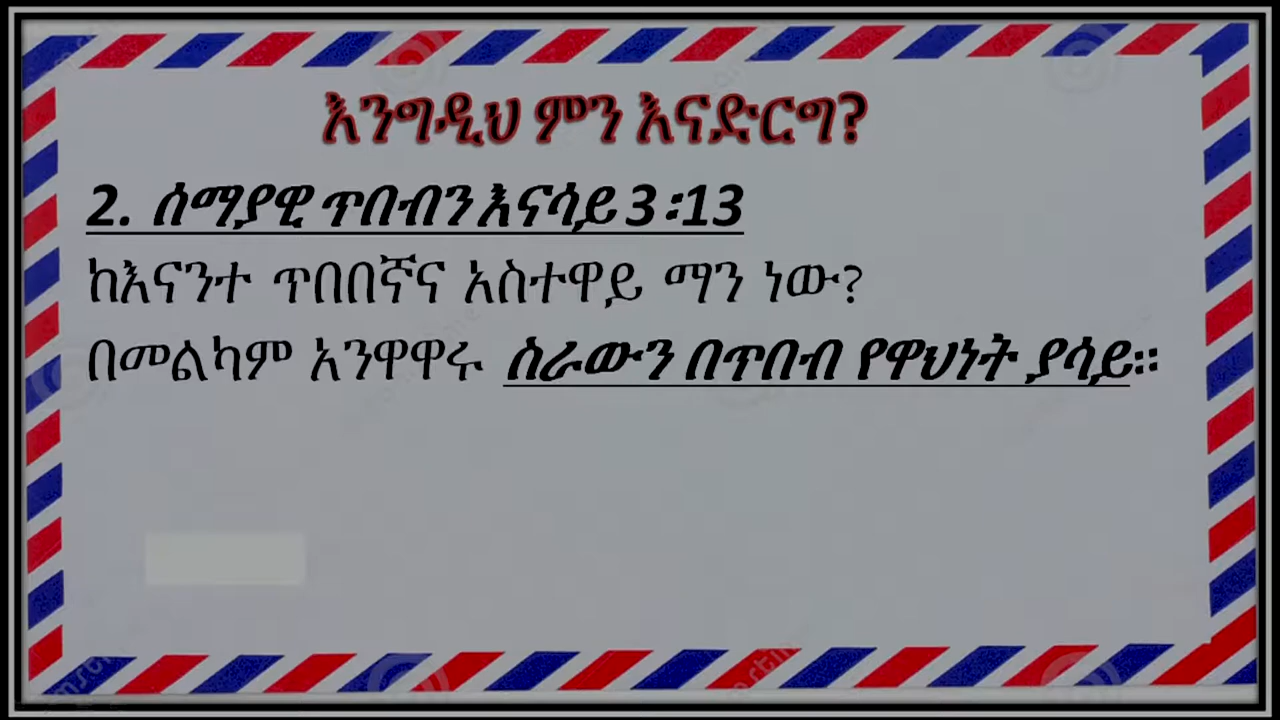 እንግዲህ ምን እናድርግ?
2. ሰማያዊ ጥበብን እናሳይ 3 ፡13
ከእናንተ ጥበበኛና አስተዋይ ማን ነው?
በመልካም አንዋዋሩ ስራውን በጥበብ የዋህነት ያሳይ።